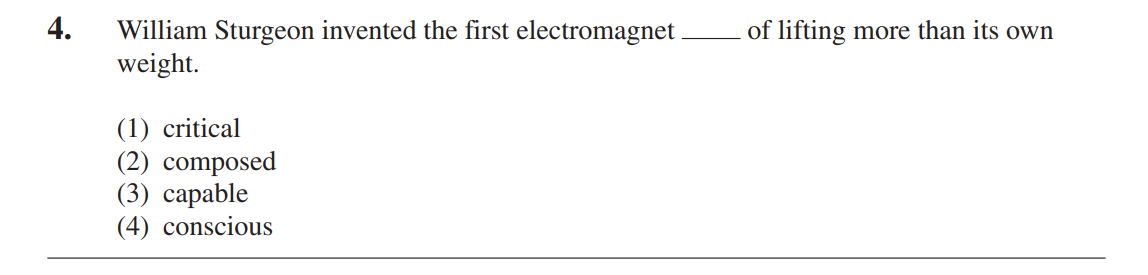 4. William Sturgeon invented the first electromagnet ____ of lifting more than its own
weight.
(1) critical
(2) composed
(3) capable
(4) conscious